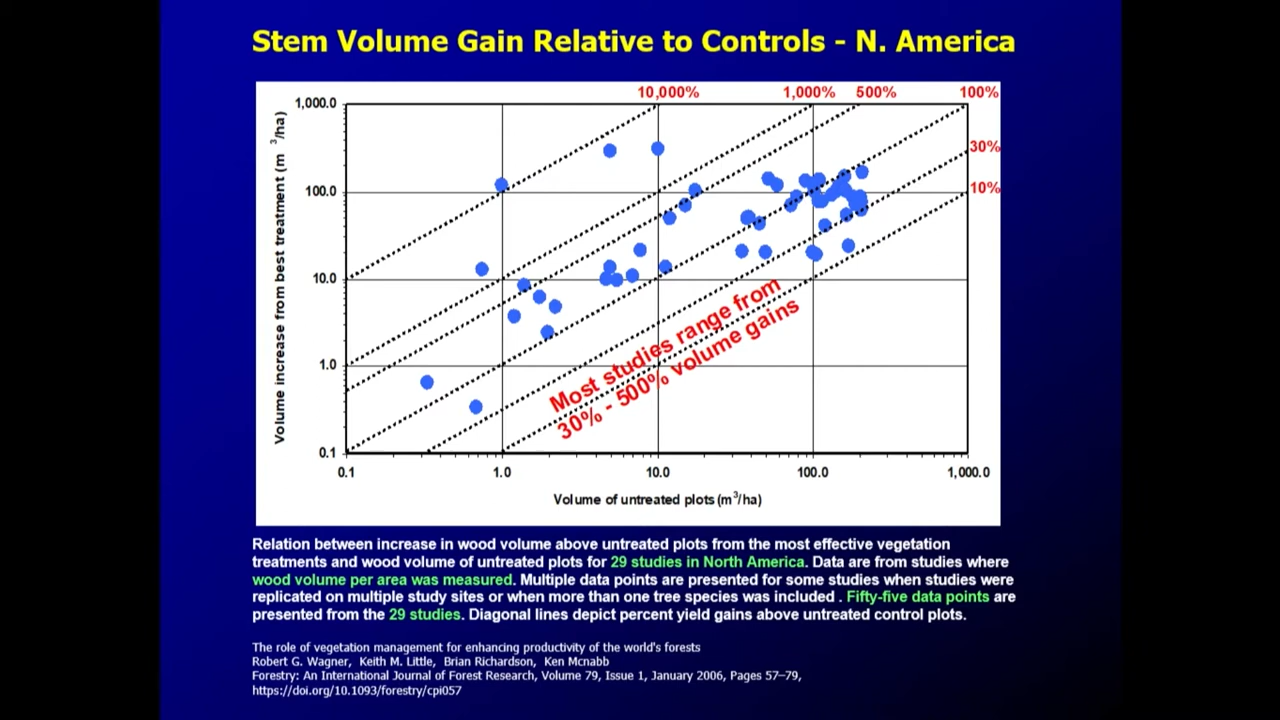 Stem Volume Gain Relative to Controls - N. America
10,000% 1,000% 500% 100%
30%
10%
Volume increase from best treatment (m 3/ha)
1,000.0
100.0
10.0
1.0
0.1
Most studies range from
30% - 500% volume gains
0.1 1.0 10.0 100.0 1,000.0
Volume of untreated plots (m3/ha)
Relation between increase in wood volume above untreated plots from the most effective vegetation
treatments and wood volume of untreated plots for 29 studies in North America. Data are from studies where
wood volume per area was measured. Multiple data points are presented for some studies when studies were
replicated on multiple study sites or when more than one tree species was included . Fifty-five data points are
presented from the 29 studies. Diagonal lines depict percent yield gains above untreated control plots.
The role of vegetation management for enhancing productivity of the world's forests
Robert G. Wagner, Keith M. Little, Brian Richardson, Ken Mcnabb
Forestry: An International Journal of Forest Research, Volume 79, Issue 1, January 2006, Pages 57–79,
https://doi.org/10.1093/forestry/cpi057